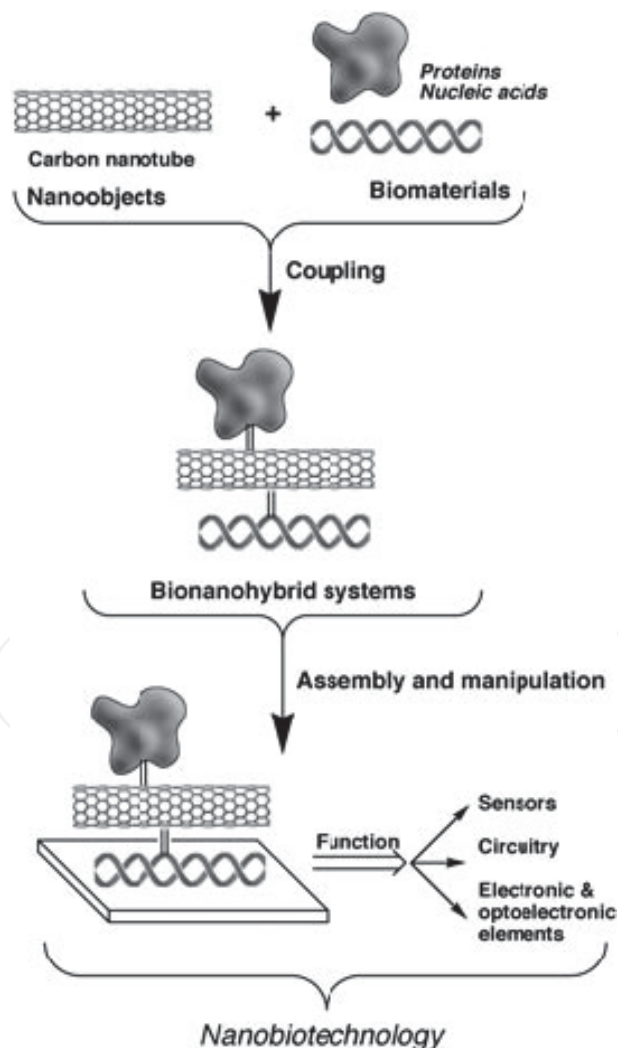 Proteins
Nucleic acids
+
Carbon nanotube
Nanoobjects
Biomaterials
Coupling
Bionanohybrid systems
Assembly and manipulation
Function
Sensors
Circuitry
Electronic &
optoelectronic
elements
Nanobiotechnology